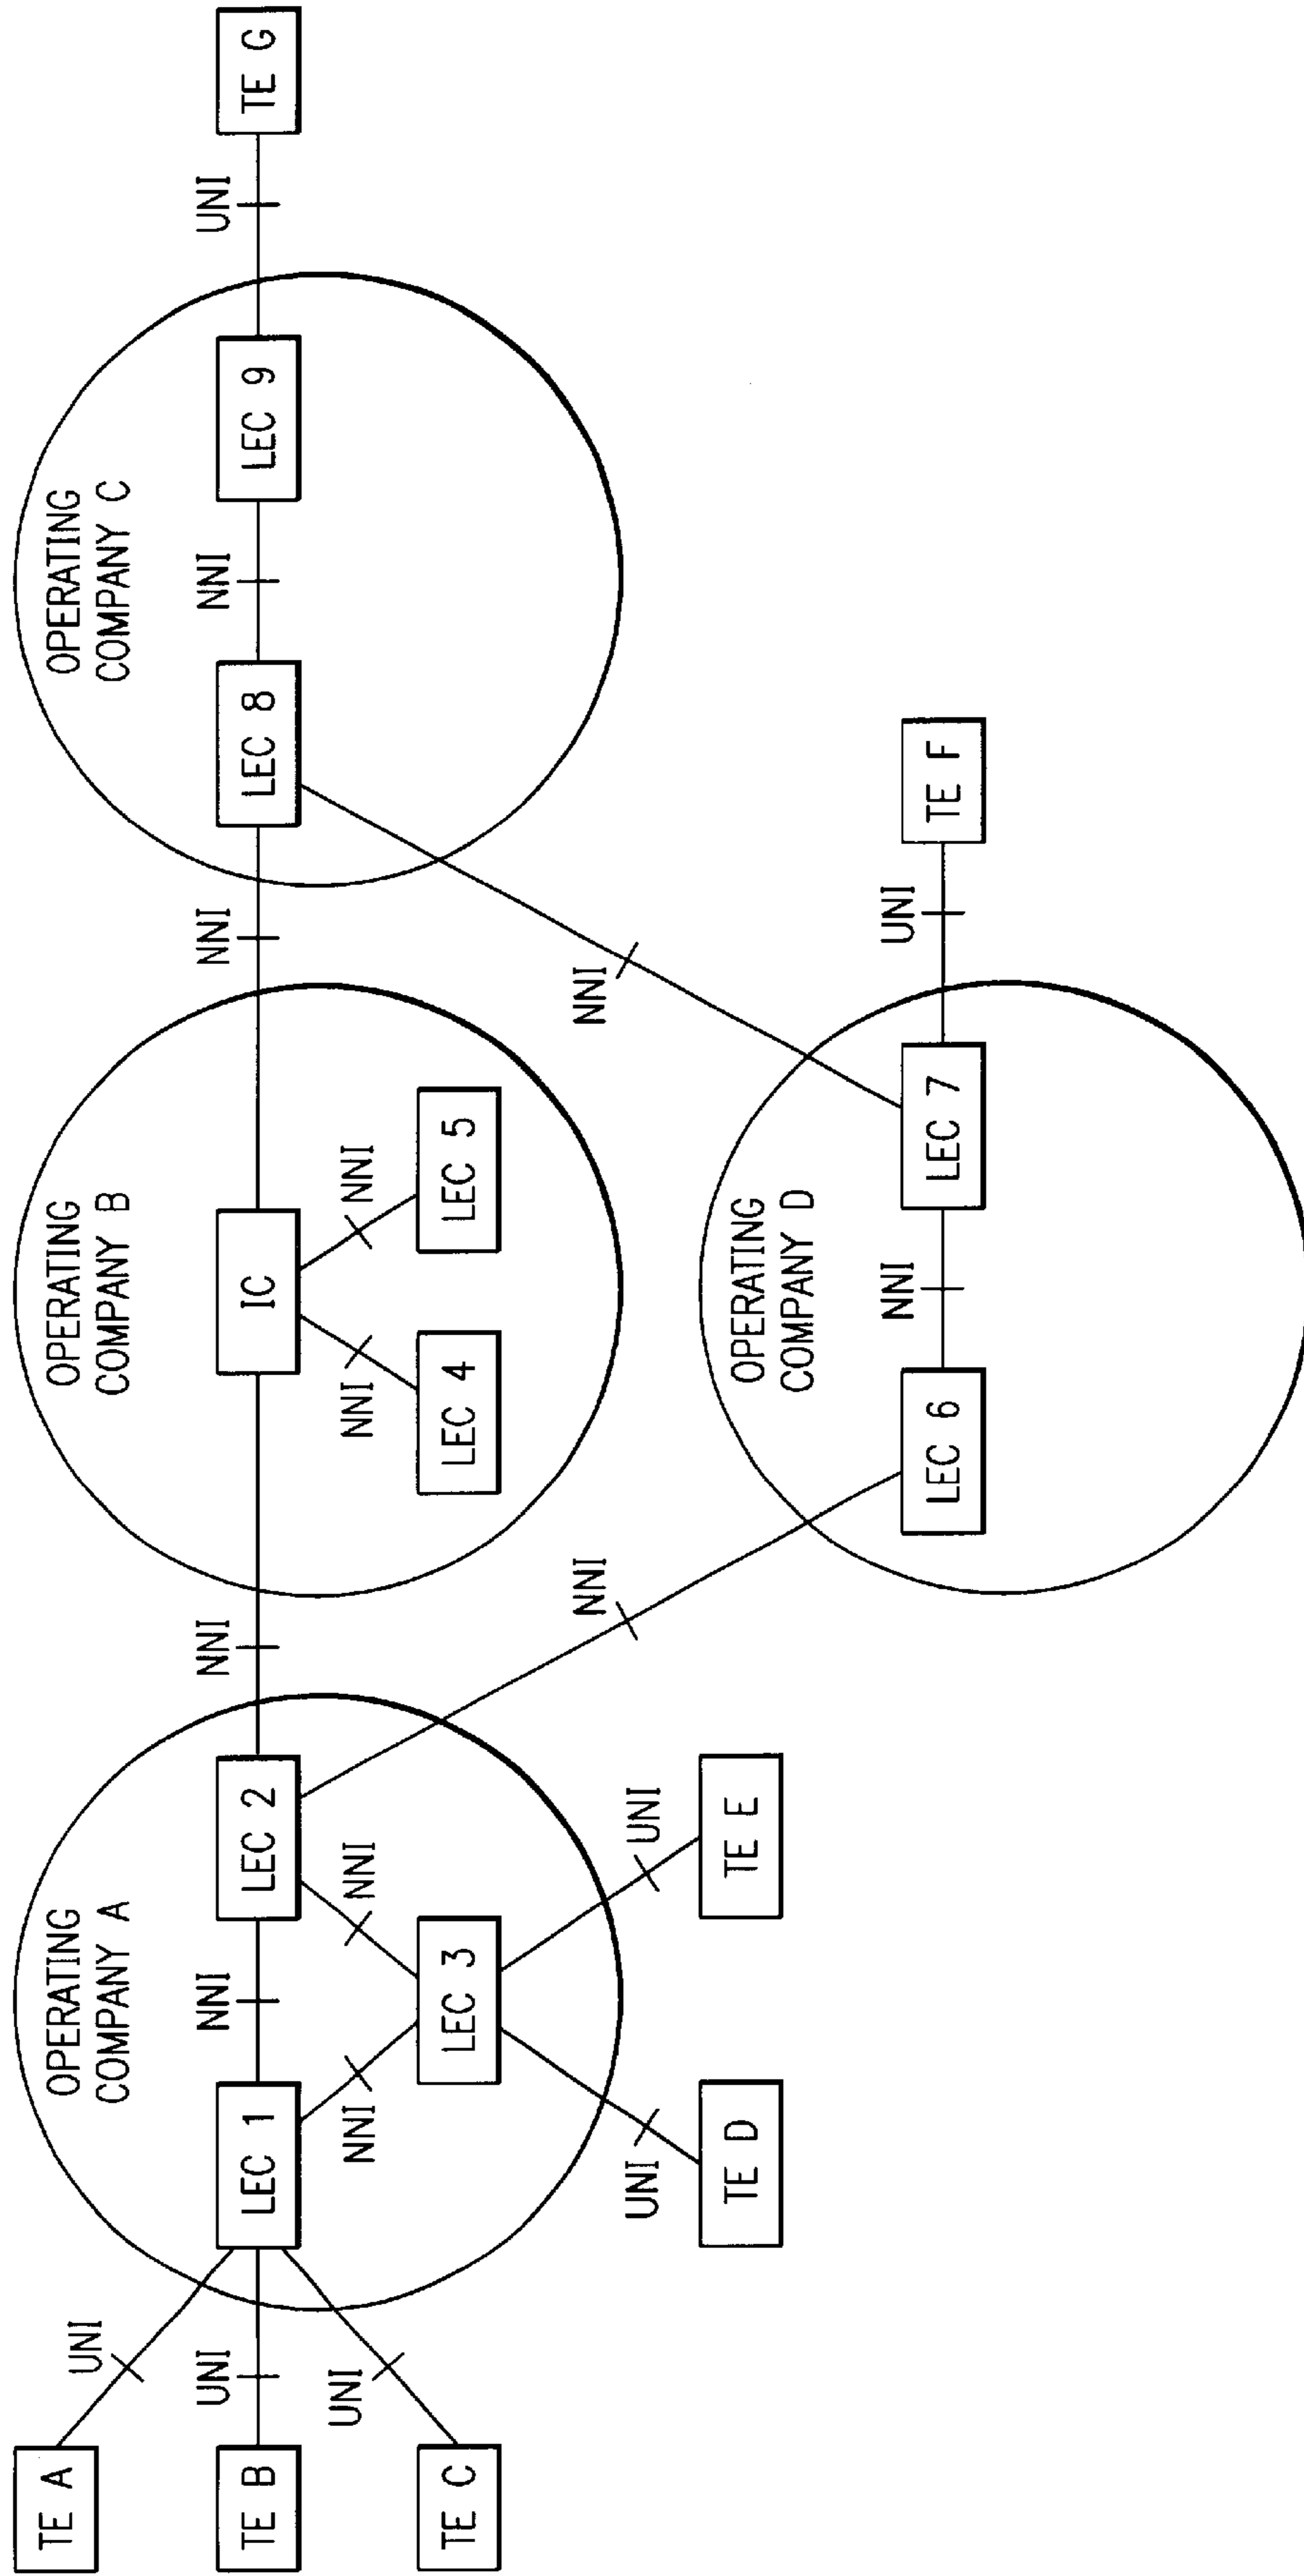 OPERATING
COMPANY A
OPERATING
COMPANY B
OPERATING
COMPANY C
TE A
UNI
TE B
UNI
LEC 1
NNI
LEC 2
NNI
IC
NNI
LEC 8
NNI
LEC 9
UNI
TE G
UNI
TE C
NNI
LEC 3
NNI
NNI
LEC 4
NNI
LEC 5
UNI
TE D
UNI
TE E
NNI
NNI
OPERATING
COMPANY D
LEC 6
NNI
LEC 7
UNI
TE F